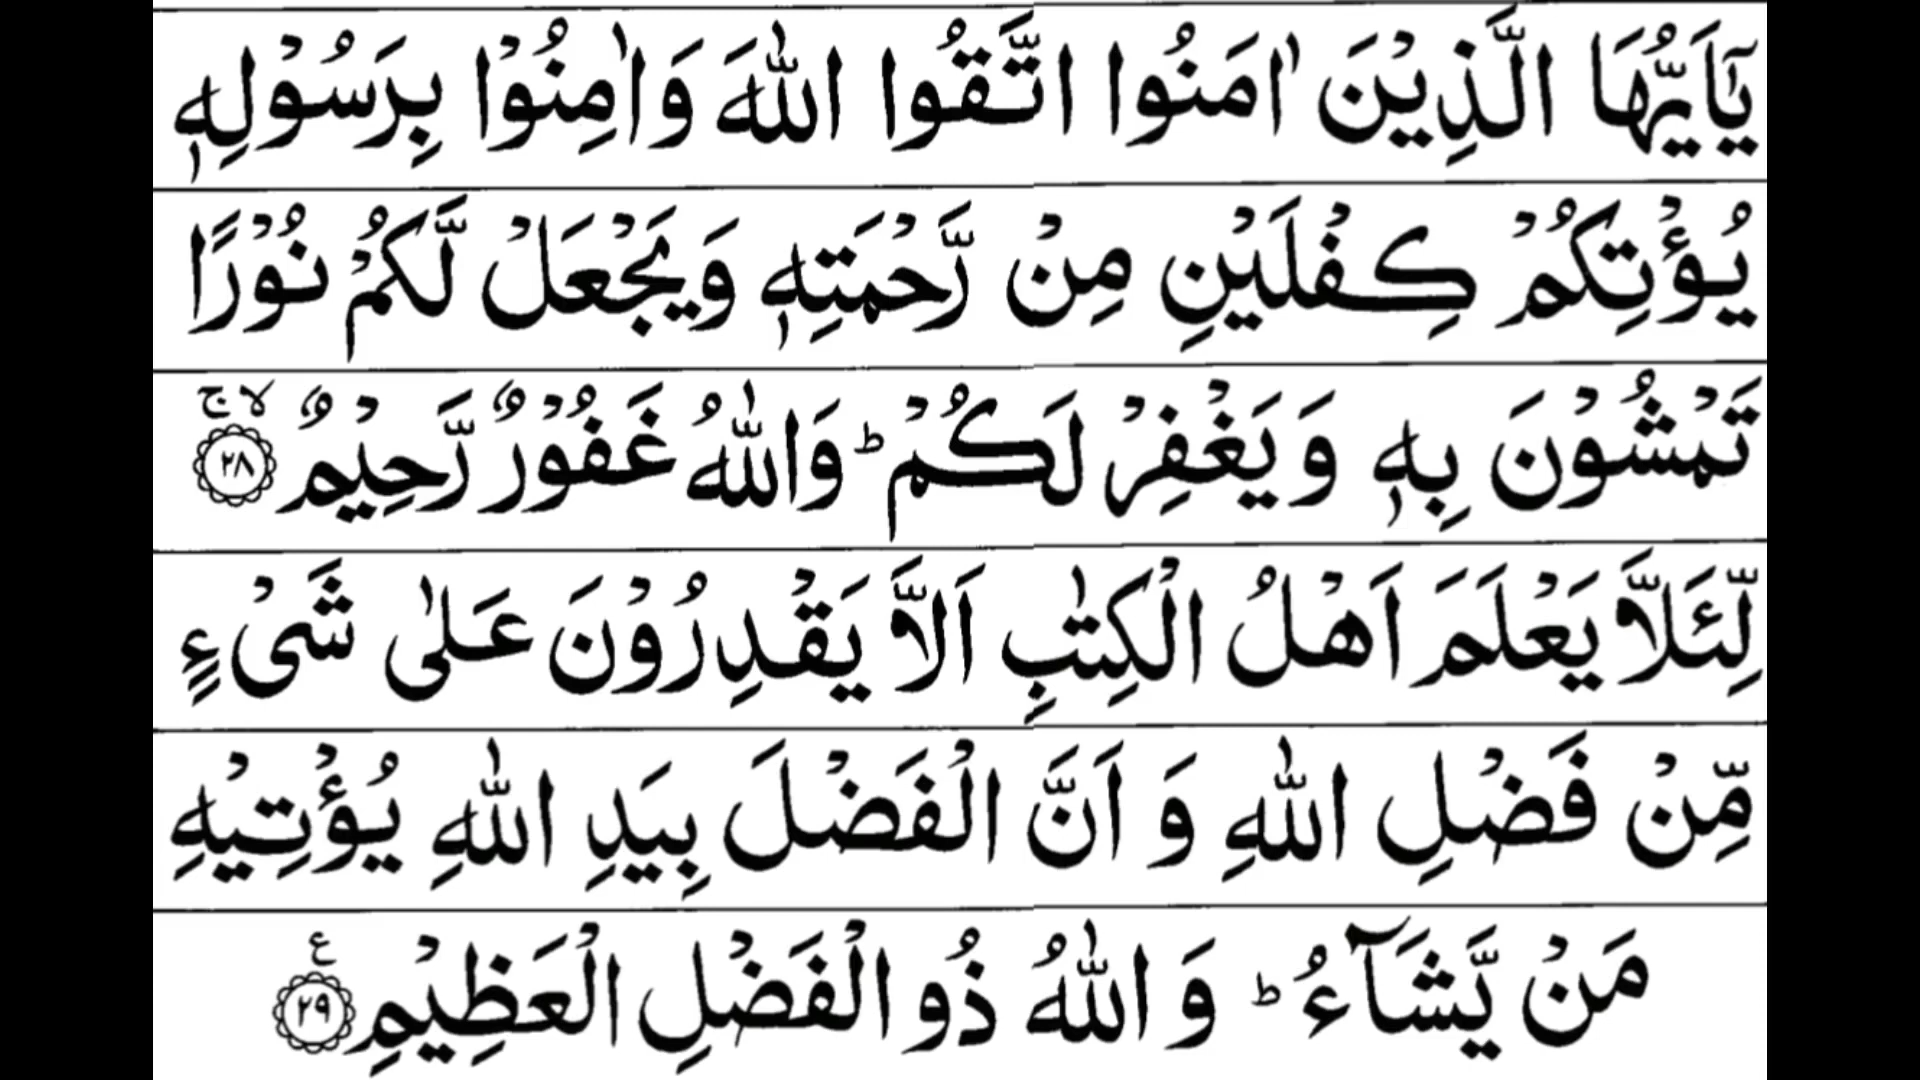 يٰۤاَيُّهَا الَّذِيْنَ اٰمَنُوا اتَّقُوا اللّٰهَ وَاٰمِنُوْا بِرَسُوْلِهٖ
يُؤْتِكُمْ كِفْلَيْنِ مِنْ رَّحْمَتِهٖ وَيَجْعَلْ لَّكُمْ نُوْرًا
تَمْشُوْنَ بِهٖ وَيَغْفِرْ لَكُمْؕ وَاللّٰهُ غَفُوْرٌ رَّحِيْمٌ ۙۚ ﴿۲۸﴾
لِّئَلَّا يَعْلَمَ اَهْلُ الْكِتٰبِ اَلَّا يَقْدِرُوْنَ عَلٰى شَیْءٍ
مِّنْ فَضْلِ اللّٰهِ وَ اَنَّ الْفَضْلَ بِيَدِ اللّٰهِ يُؤْتِيْهِ
مَنْ يَّشَآءُؕ وَ اللّٰهُ ذُو الْفَضْلِ الْعَظِيْمِ ﴿۲۹﴾ ع